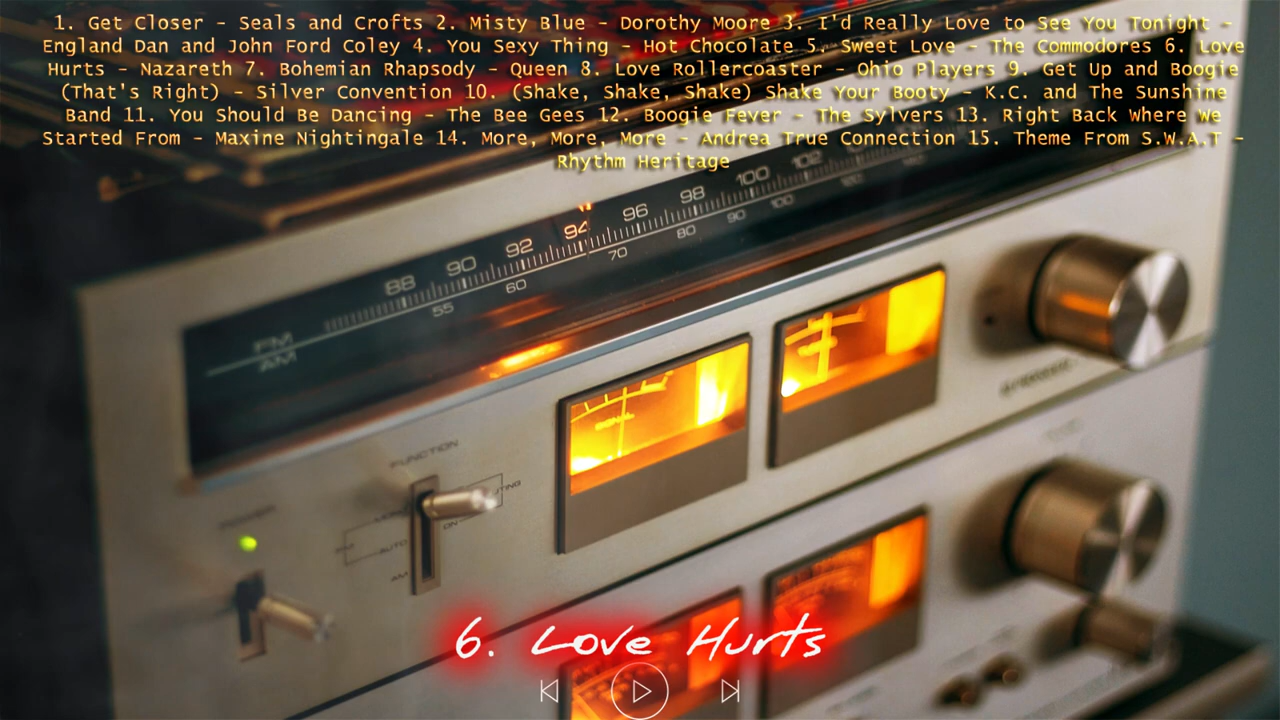 1. Get Closer - Seals and Crofts 2. Misty Blue - Dorothy Moore 3. I'd Really Love to See You Tonight -
England Dan and John Ford Coley 4. You Sexy Thing - Hot Chocolate 5. Sweet Love - The Commodores 6. Love
Hurts - Nazareth 7. Bohemian Rhapsody - Queen 8. Love Rollercoaster - Ohio Players 9. Get Up and Boogie
(That's Right) - Silver Convention 10. (Shake, Shake, Shake) Shake Your Booty - K.C. and The Sunshine
Band 11. You Should Be Dancing - The Bee Gees 12. Boogie Fever - The Sylvers 13. Right Back Where We
Started From - Maxine Nightingale 14. More, More, More - Andrea True Connection 15. Theme From S.W.A.T -
Rhythm Heritage
88 90 92 94 96 98 100 102
55 60 70 80 90 100
FM
AM
FUNCTION
POWER
MONO
ON
AUTO
AM
SIGNAL
6. Love Hurts